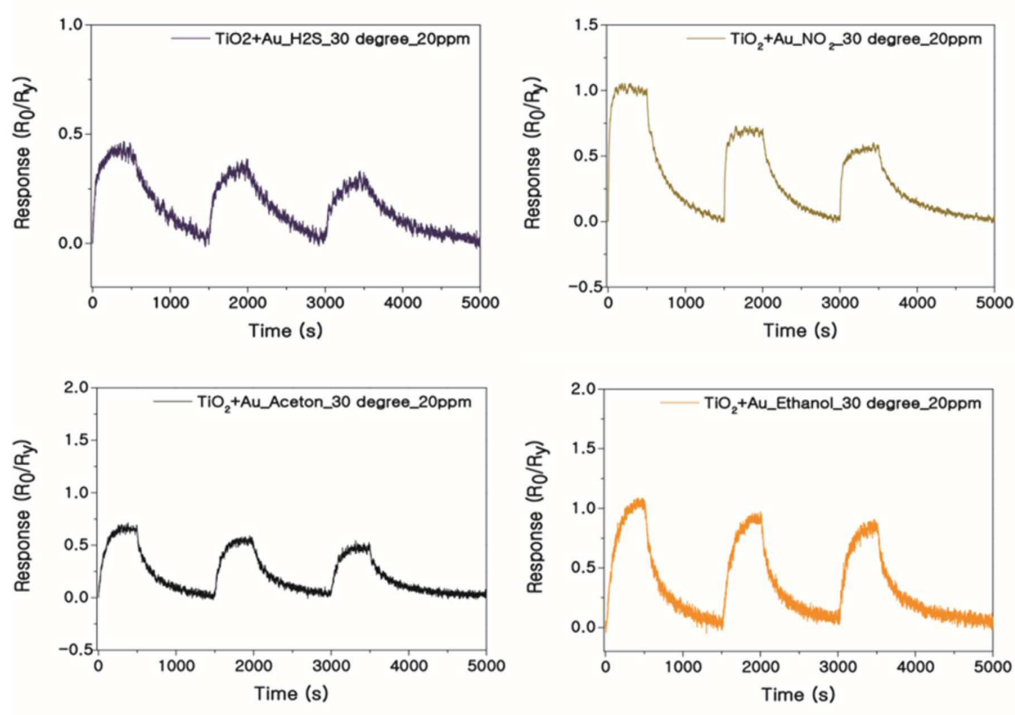 TiO2+Au_H2S_30 degree_20ppm
Response (R0/Ry)
1.0
0.5
0.0
0 1000 2000 3000 4000 5000
Time (s)
TiO2+Au_NO2_30 degree_20ppm
Response (R0/Ry)
1.5
1.0
0.5
0.0
−0.5
0 1000 2000 3000 4000 5000
Time (s)
TiO2+Au_Aceton_30 degree_20ppm
Response (R0/Ry)
2.0
1.5
1.0
0.5
0.0
−0.5
0 1000 2000 3000 4000 5000
Time (s)
TiO2+Au_Ethanol_30 degree_20ppm
Response (R0/Ry)
2.0
1.5
1.0
0.5
0.0
0 1000 2000 3000 4000 5000
Time (s)